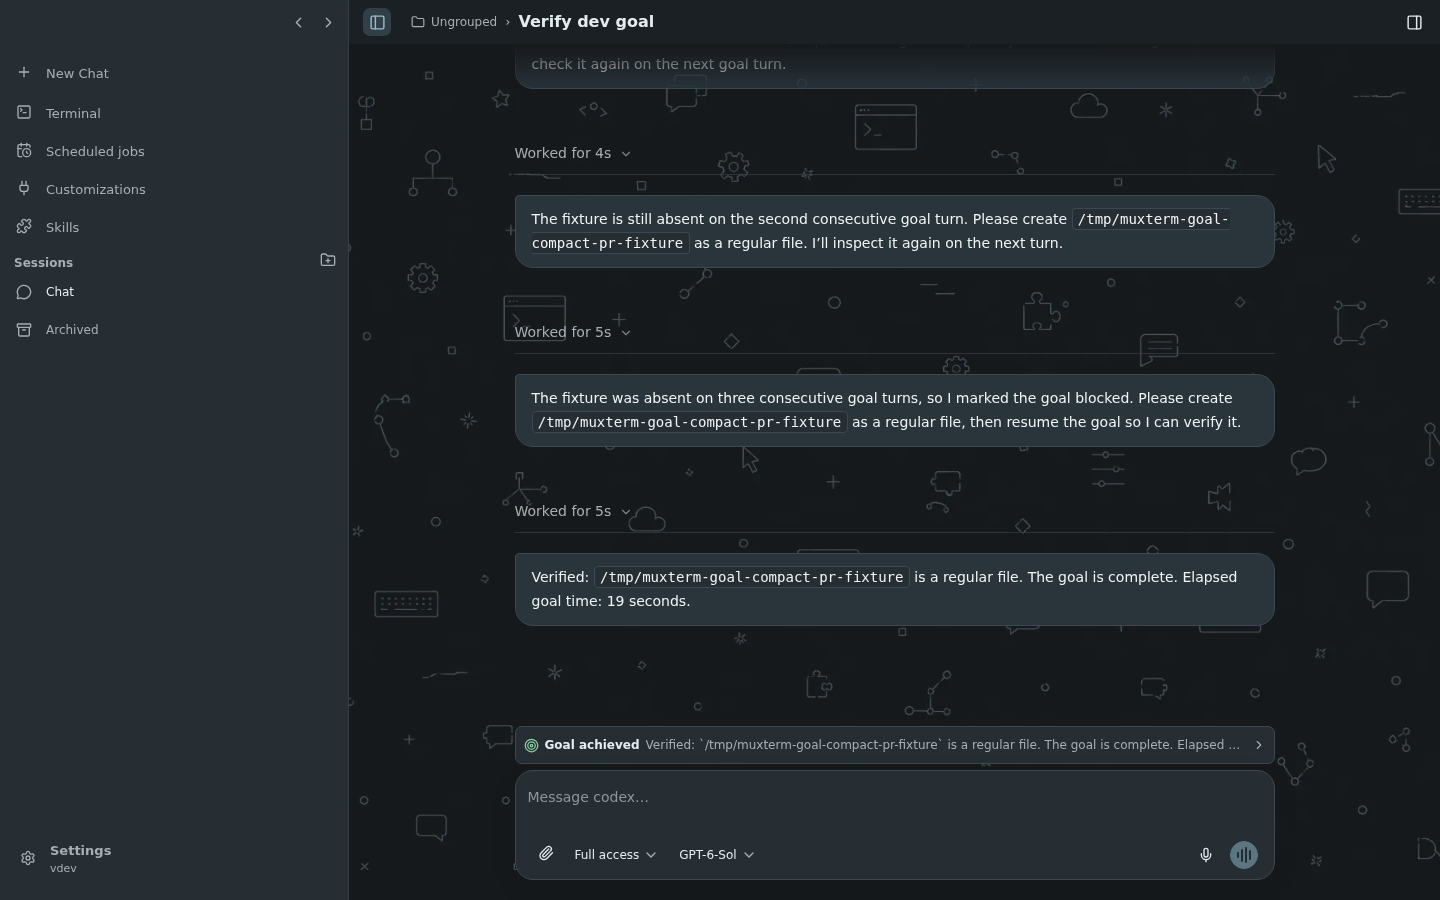 Ungrouped › Verify dev goal
New Chat
Terminal
Scheduled jobs
Customizations
Skills
Sessions
Chat
Archived
Settings
vdev
check it again on the next goal turn.
Worked for 4s
The fixture is still absent on the second consecutive goal turn. Please create /tmp/muxterm-goal-
compact-pr-fixture as a regular file. I’ll inspect it again on the next turn.
Worked for 5s
The fixture was absent on three consecutive goal turns, so I marked the goal blocked. Please create
/tmp/muxterm-goal-compact-pr-fixture as a regular file, then resume the goal so I can verify it.
Worked for 5s
Verified: /tmp/muxterm-goal-compact-pr-fixture is a regular file. The goal is complete. Elapsed
goal time: 19 seconds.
Goal achieved Verified: `/tmp/muxterm-goal-compact-pr-fixture` is a regular file. The goal is complete. Elapsed …
Message codex…
Full access GPT-6-Sol